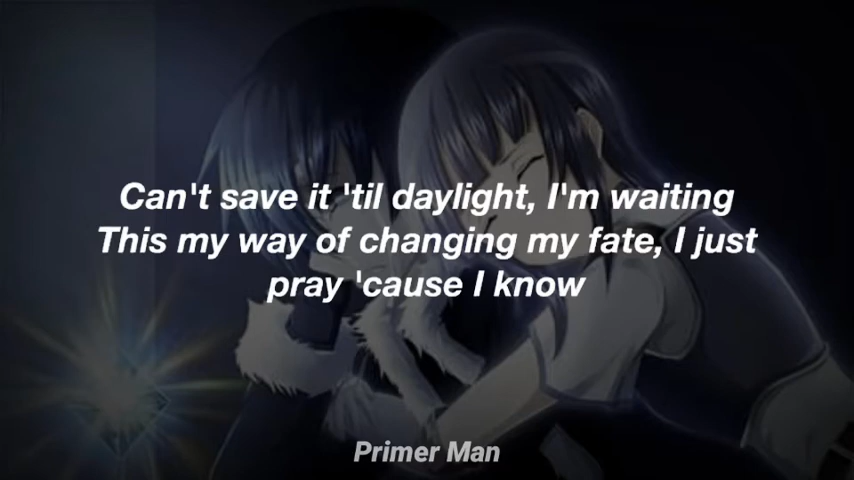 Can't save it 'til daylight, I'm waiting
This my way of changing my fate, I just
pray 'cause I know
Primer Man